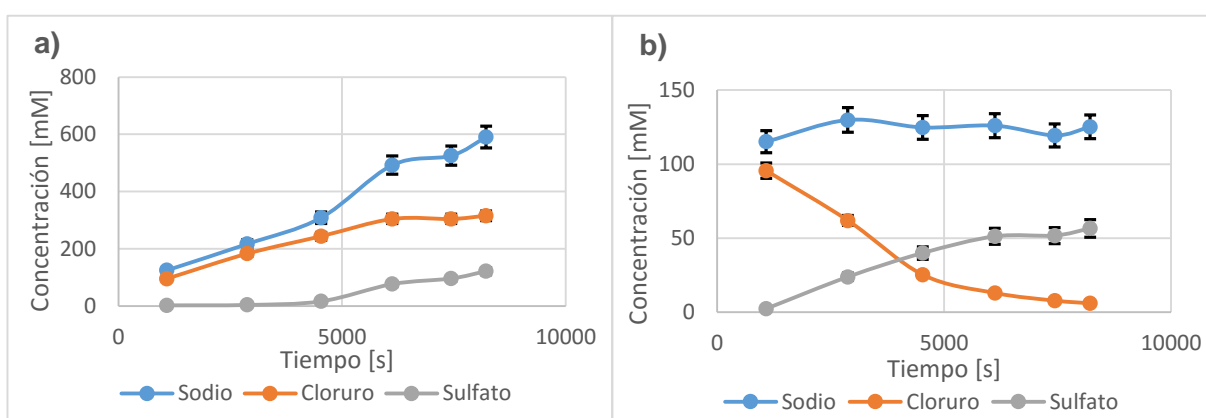 a)
Concentración [mM]
800
600
400
200
0
0
5000
10000
Tiempo [s]
Sodio
Cloruro
Sulfato
b)
Concentración [mM]
150
100
50
0
0
5000
10000
Tiempo [s]
Sodio
Cloruro
Sulfato